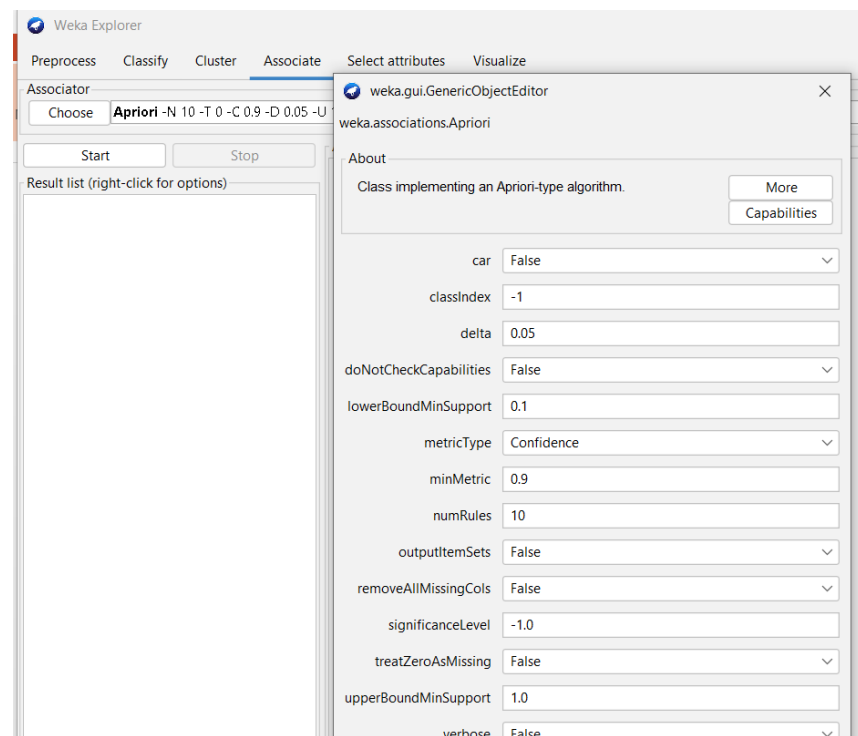 Weka Explorer
Preprocess Classify Cluster Associate Select attributes Visualize
Associator
Choose Apriori -N 10 -T 0 -C 0.9 -D 0.05 -U
weka.gui.GenericObjectEditor
weka.associations.Apriori
Start Stop
Result list (right-click for options)
About
Class implementing an Apriori-type algorithm.
More
Capabilities
car False
classIndex -1
delta 0.05
doNotCheckCapabilities False
lowerBoundMinSupport 0.1
metricType Confidence
minMetric 0.9
numRules 10
outputItemSets False
removeAllMissingCols False
significanceLevel -1.0
treatZeroAsMissing False
upperBoundMinSupport 1.0
verbose False